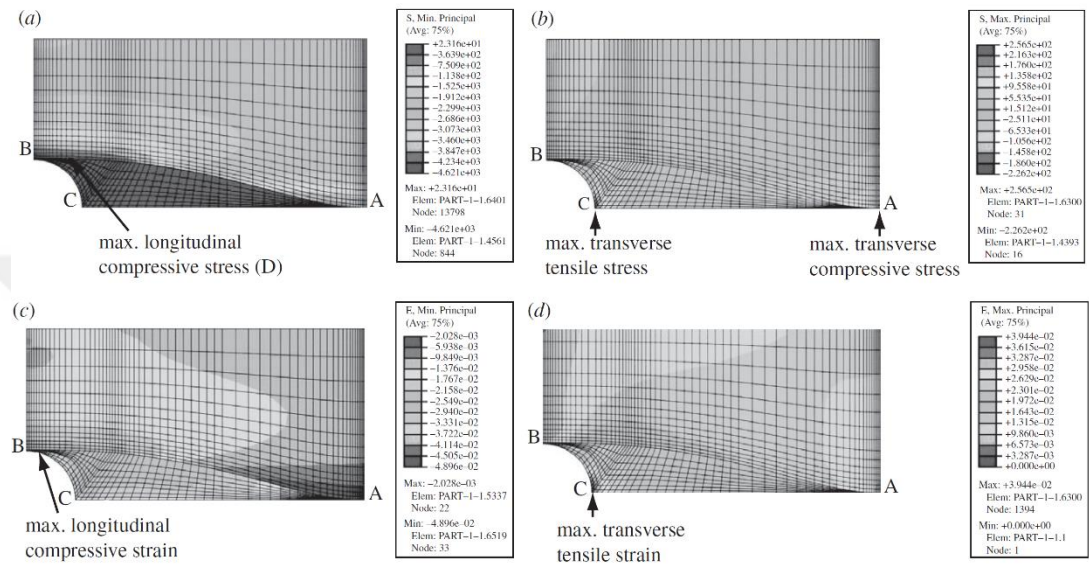 (a)
S, Min. Principal
(Avg: 75%)
+2.316e+01
−3.639e+02
−7.509e+02
−1.138e+03
−1.525e+03
−1.912e+03
−2.299e+03
−2.686e+03
−3.073e+03
−3.460e+03
−3.847e+03
−4.234e+03
−4.621e+03
Max: +2.316e+01
Elem: PART−1−1.6401
Node: 13798
Min: −4.621e+03
Elem: PART−1−1.4561
Node: 844
B
C
A
max. longitudinal
compressive stress (D)
(b)
S, Max. Principal
(Avg: 75%)
+2.565e+02
+2.163e+02
+1.760e+02
+1.358e+02
+9.558e+01
+5.535e+01
+1.512e+01
−2.511e+01
−6.533e+01
−1.056e+02
−1.458e+02
−1.860e+02
−2.262e+02
Max: +2.565e+02
Elem: PART−1−1.6300
Node: 31
Min: −2.262e+02
Elem: PART−1−1.4393
Node: 16
B
C
A
max. transverse
tensile stress
max. transverse
compressive stress
(c)
E, Min. Principal
(Avg: 75%)
−2.028e−03
−5.938e−03
−9.849e−03
−1.376e−02
−1.767e−02
−2.158e−02
−2.549e−02
−2.940e−02
−3.331e−02
−3.722e−02
−4.114e−02
−4.505e−02
−4.896e−02
Max: −2.028e−03
Elem: PART−1−1.5337
Node: 22
Min: −4.896e−02
Elem: PART−1−1.6519
Node: 33
B
C
A
max. longitudinal
compressive strain
(d)
E, Max. Principal
(Avg: 75%)
+3.944e−02
+3.615e−02
+3.287e−02
+2.958e−02
+2.629e−02
+2.301e−02
+1.972e−02
+1.643e−02
+1.315e−02
+9.860e−03
+6.573e−03
+3.287e−03
+0.000e+00
Max: +3.944e−02
Elem: PART−1−1.6300
Node: 1394
Min: +0.000e+00
Elem: PART−1−1.1
Node: 1
B
C
A
max. transverse
tensile strain